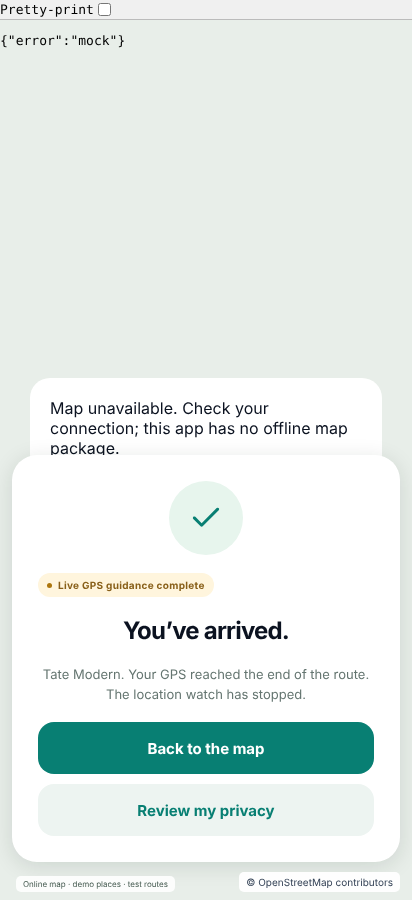 Pretty-print
{"error":"mock"}
Map unavailable. Check your
connection; this app has no offline map
package.
Live GPS guidance complete
You’ve arrived.
Tate Modern. Your GPS reached the end of the route.
The location watch has stopped.
Back to the map
Review my privacy
Online map · demo places · test routes
© OpenStreetMap contributors